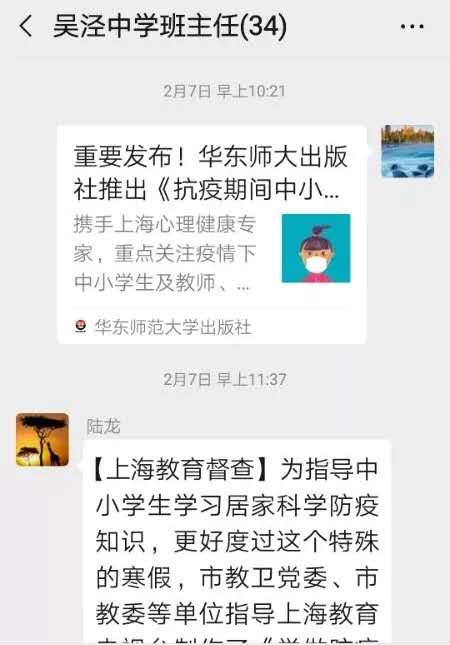 吴泾中学班主任(34)
2月7日 早上10:21
重要发布！华东师大出版
社推出《抗疫期间中小...
携手上海心理健康专
家，重点关注疫情下
中小学生及教师、...
华东师范大学出版社
2月7日 早上11:37
陆龙
【上海教育督查】为指导中
小学生学习居家科学防疫
知识，更好度过这个特殊
的寒假，市教卫党委、市
教委等单位指导上海教育